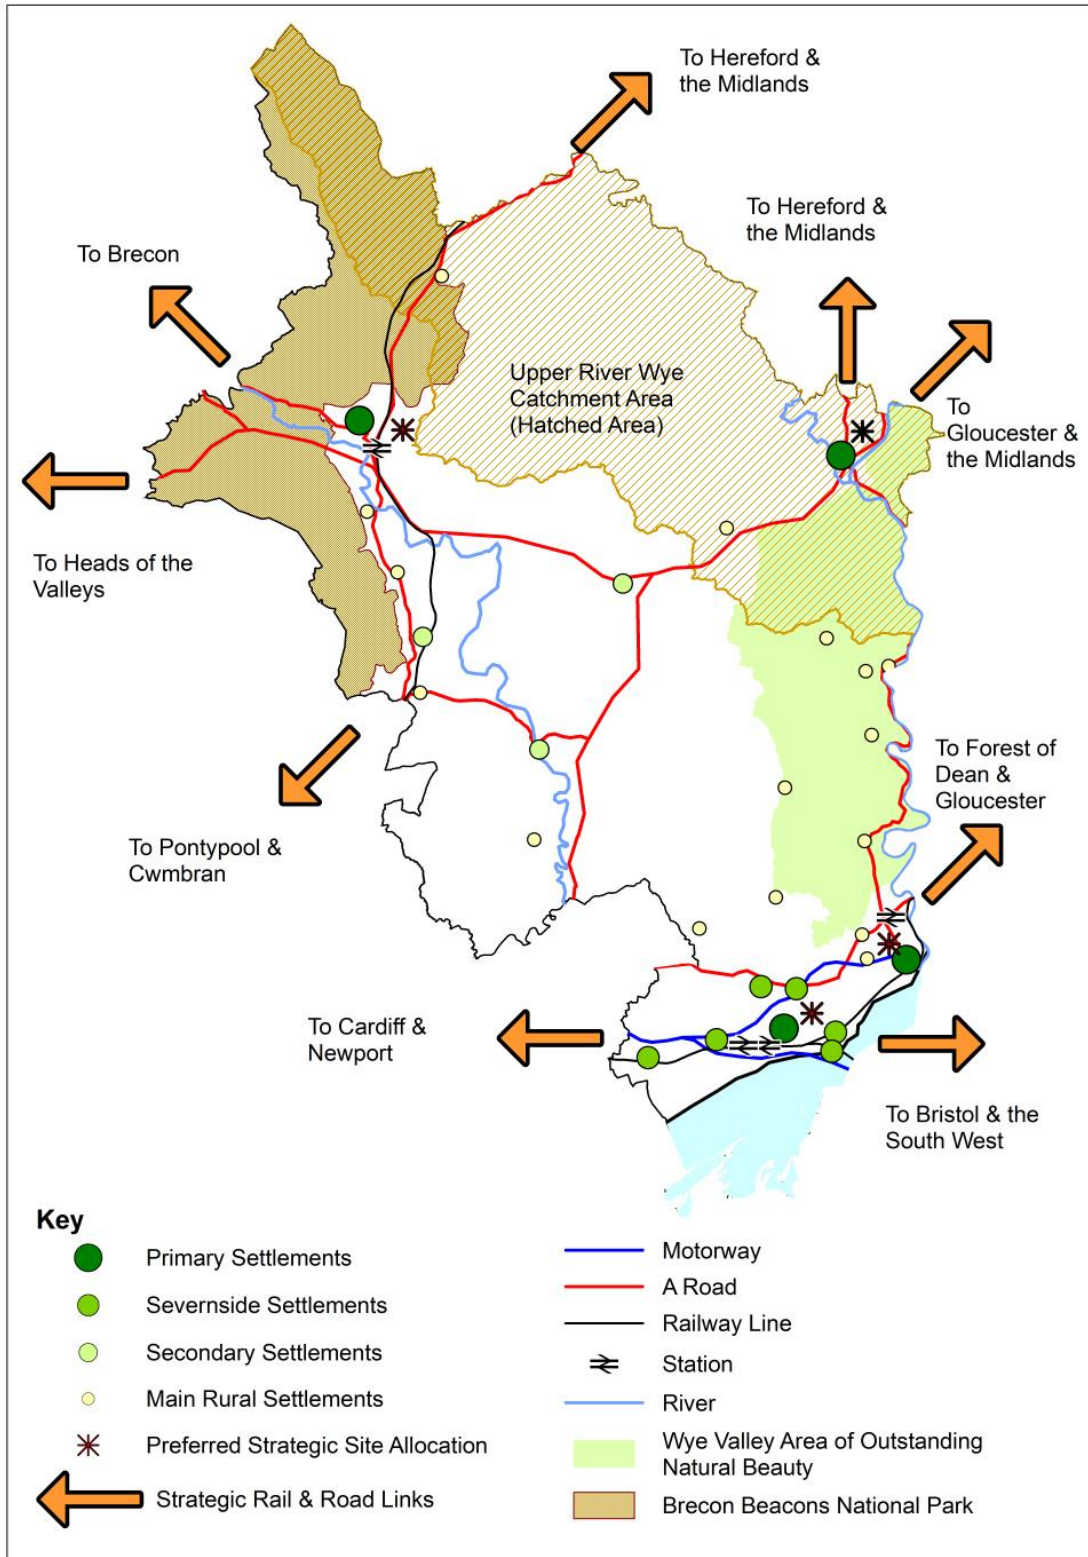 To Hereford &
the Midlands
To Hereford &
the Midlands
To Brecon
Upper River Wye
Catchment Area
(Hatched Area)
To
Gloucester &
the Midlands
To Heads of the
Valleys
To Forest of
Dean &
Gloucester
To Pontypool &
Cwmbran
To Cardiff &
Newport
To Bristol & the
South West
Key
Primary Settlements
Severnside Settlements
Secondary Settlements
Main Rural Settlements
Preferred Strategic Site Allocation
Strategic Rail & Road Links
Motorway
A Road
Railway Line
Station
River
Wye Valley Area of Outstanding
Natural Beauty
Brecon Beacons National Park